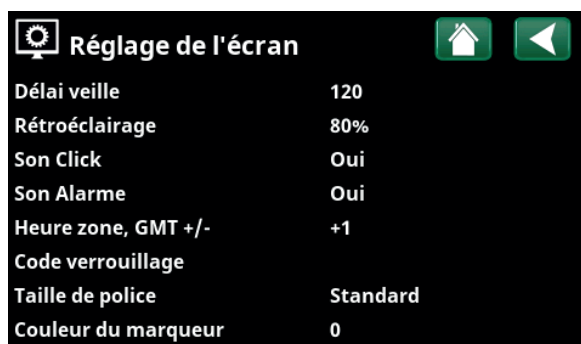 Réglage de l'écran
Délai veille 120
Rétroéclairage 80%
Son Click Oui
Son Alarme Oui
Heure zone, GMT +/- +1
Code verrouillage
Taille de police Standard
Couleur du marqueur 0